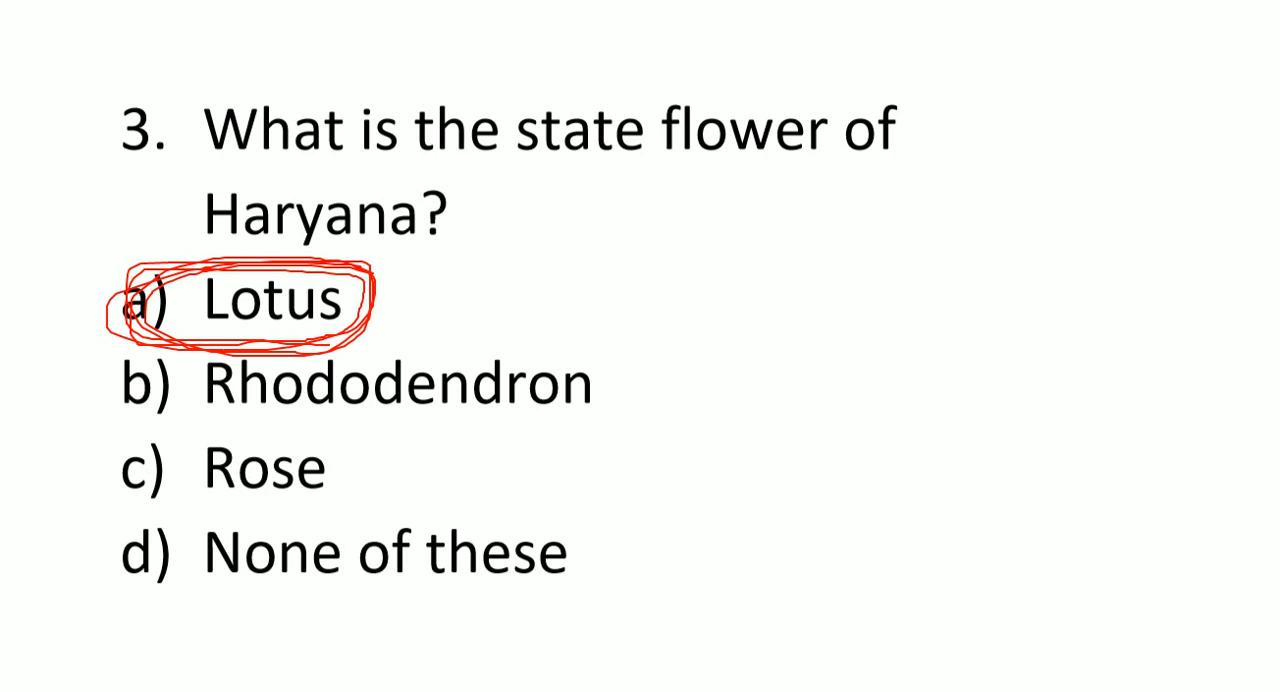 3. What is the state flower of
Haryana?
a) Lotus
b) Rhododendron
c) Rose
d) None of these